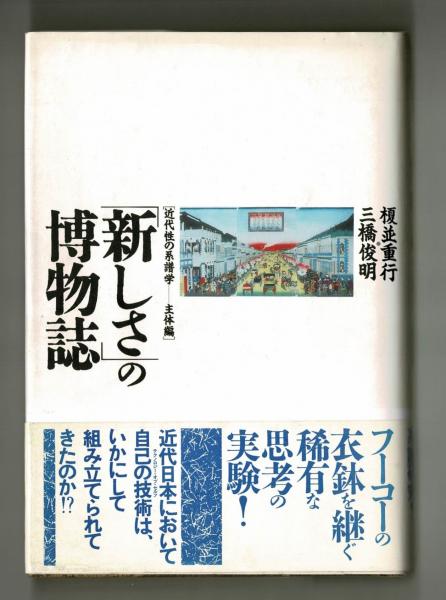 榎並重行
三橋俊明
[近代性の系譜学──主体編]
「新しさ」の
博物誌
フーコーの
衣鉢を継ぐ
稀有な
思考の
実験!
近代日本において
自己の技術は、
いかにして
組み立てられて
きたのか!?